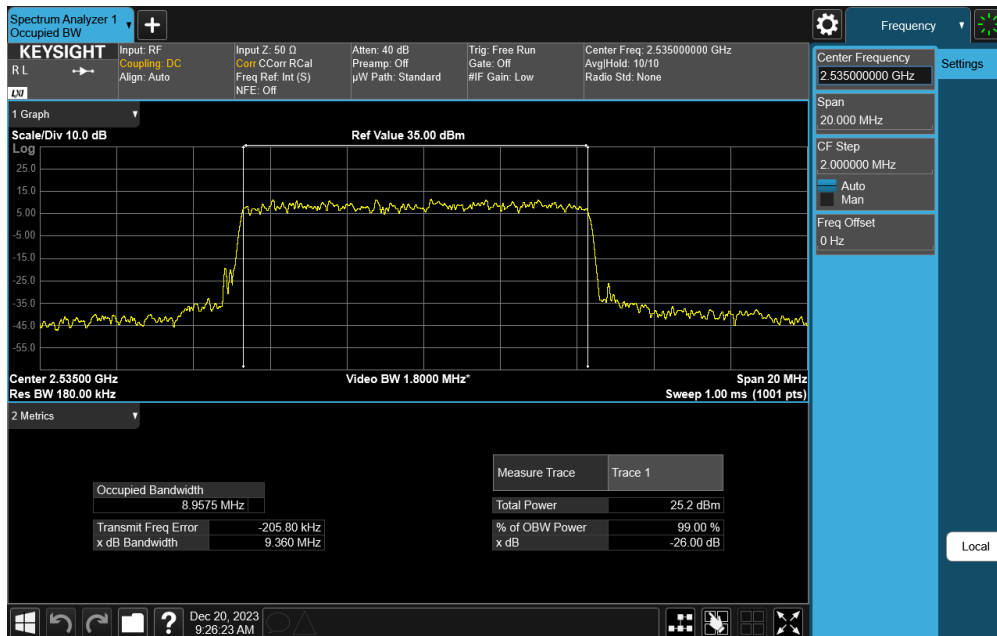 Spectrum Analyzer 1
Occupied BW
Frequency
KEYSIGHT
R L
LXI
Input: RF
Coupling: DC
Align: Auto
Input Z: 50 Ω
Corr CCorr RCal
Freq Ref: Int (S)
NFE: Off
Atten: 40 dB
Preamp: Off
µW Path: Standard
Trig: Free Run
Gate: Off
#IF Gain: Low
Center Freq: 2.535000000 GHz
Avg|Hold: 10/10
Radio Std: None
Center Frequency
2.535000000 GHz
Settings
Span
20.000 MHz
CF Step
2.000000 MHz
Auto
Man
Freq Offset
0 Hz
1 Graph
Scale/Div 10.0 dB
Ref Value 35.00 dBm
Log
25.0
15.0
5.00
-5.00
-15.0
-25.0
-35.0
-45.0
-55.0
Center 2.53500 GHz
Video BW 1.8000 MHz*
Span 20 MHz
Res BW 180.00 kHz
Sweep 1.00 ms (1001 pts)
2 Metrics
Occupied Bandwidth
8.9575 MHz
Transmit Freq Error -205.80 kHz
x dB Bandwidth 9.360 MHz
Measure Trace Trace 1
Total Power 25.2 dBm
% of OBW Power 99.00 %
x dB -26.00 dB
Local
?
Dec 20, 2023
9:26:23 AM